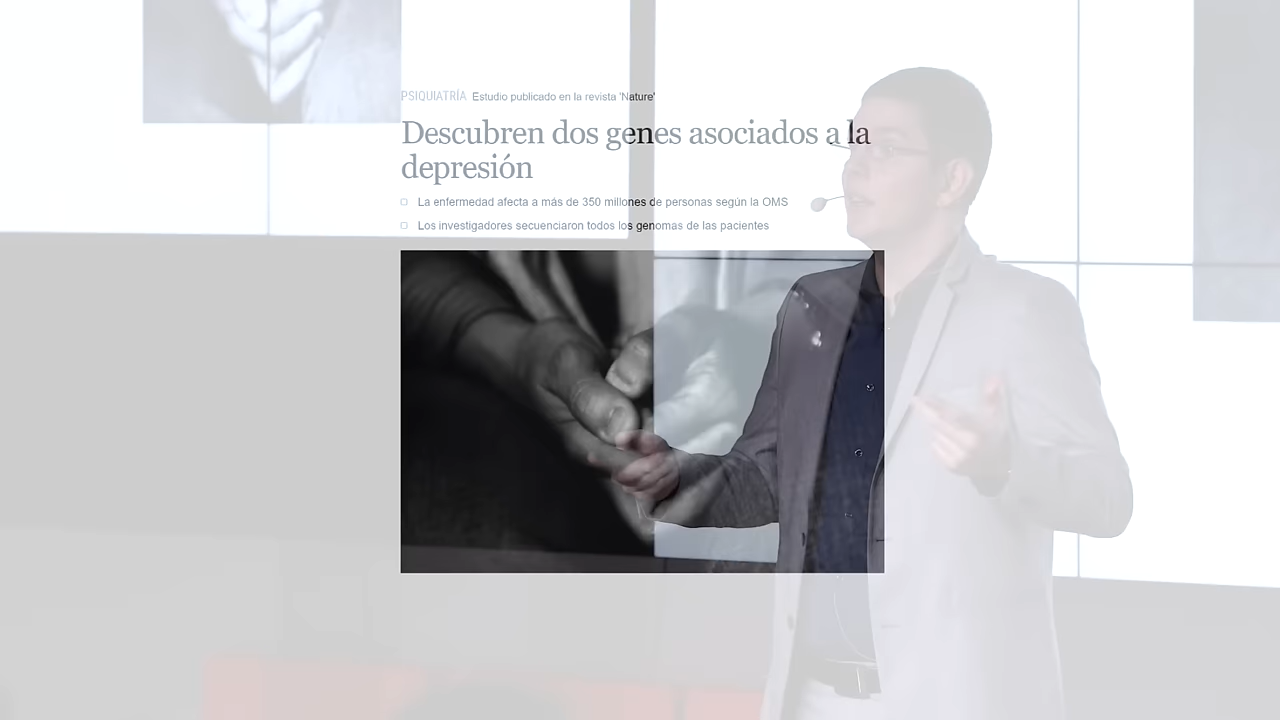 PSIQUIATRÍA Estudio publicado en la revista 'Nature'
Descubren dos genes asociados a la
depresión
La enfermedad afecta a más de 350 millones de personas según la OMS
Los investigadores secuenciaron todos los genomas de las pacientes